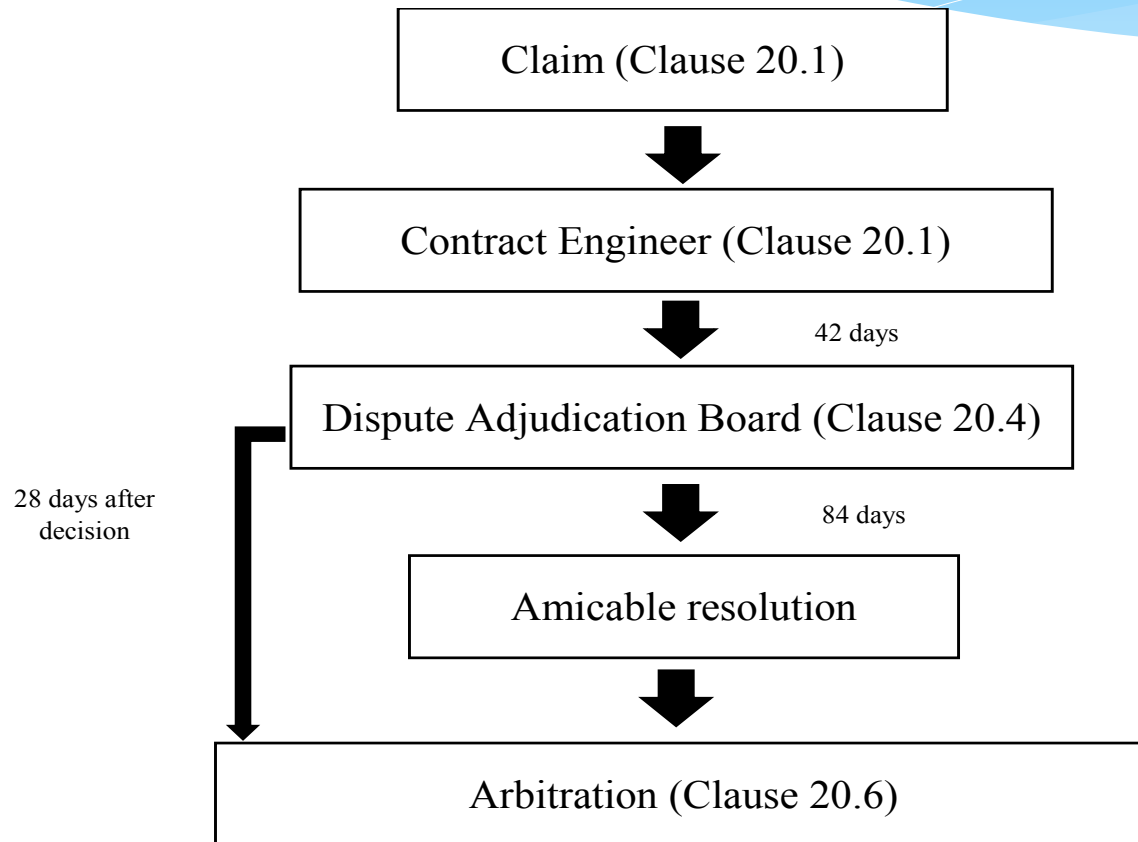 Claim (Clause 20.1)
Contract Engineer (Clause 20.1)
42 days
Dispute Adjudication Board (Clause 20.4)
28 days after
decision
84 days
Amicable resolution
Arbitration (Clause 20.6)